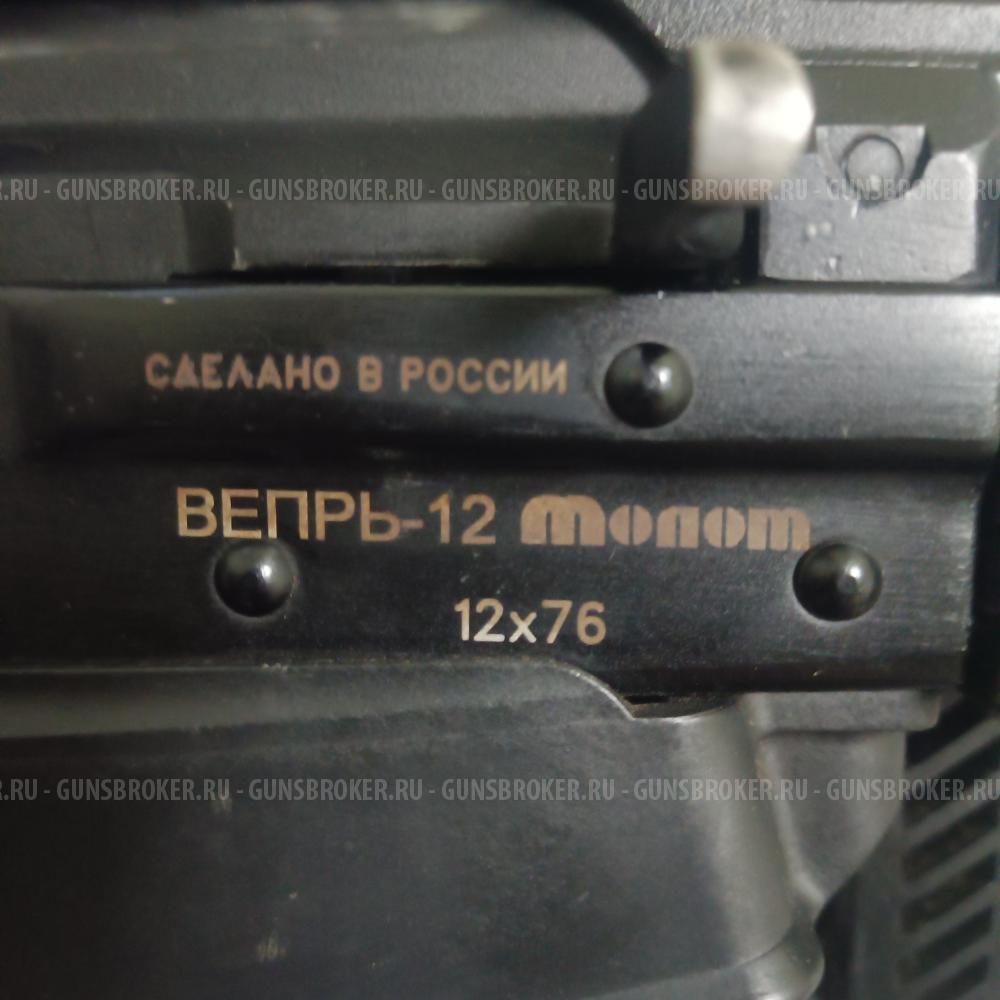 .RU - GUNSBROKER.RU - GUNSBROKER.RU - GUNSBROKER.RU - GUNSBROKER.RU - GUNSBROKER.RU
СДЕЛАНО В РОССИИ
ВЕПРЬ-12 Молот
12x76
.RU - GUNSBROKER.RU - GUNSBROKER.RU - GUNSBROKER.RU - GUNSBROKER.RU - GUNSBROKER.RU